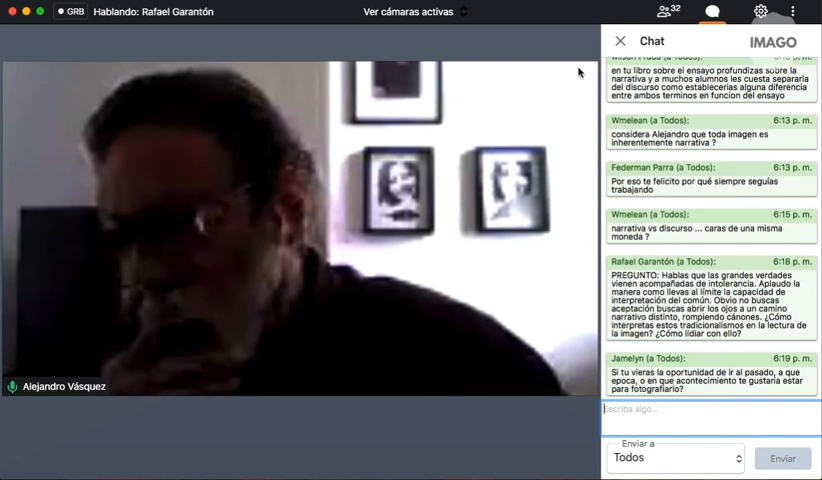 GRB Hablando: Rafael Garantón
Ver cámaras activas
32
Chat
IMAGO
en tu libro sobre el ensayo profundizas sobre la
narrativa y a muchos alumnos les cuesta separarla
del discurso como establecerías alguna diferencia
entre ambos terminos en funcion del ensayo
Wmelean (a Todos): 6:13 p. m.
considera Alejandro que toda imagen es
inherentemente narrativa ?
Federman Parra (a Todos): 6:13 p. m.
Por eso te felicito por qué siempre seguías
trabajando
Wmelean (a Todos): 6:15 p. m.
narrativa vs discurso ... caras de una misma
moneda ?
Rafael Garantón (a Todos): 6:18 p. m.
PREGUNTO: Hablas que las grandes verdades
vienen acompañadas de intolerancia. Aplaudo la
manera como llevas al límite la capacidad de
interpretación del común. Obvio no buscas
aceptación buscas abrir los ojos a un camino
narrativo distinto, rompiendo cánones. ¿Cómo
interpretas estos tradicionalismos en la lectura de
la imagen? ¿Cómo lidiar con ello?
Jamelyn (a Todos): 6:19 p. m.
Si tu vieras la oportunidad de ir al pasado, a que
epoca, o en que acontecimiento te gustaria estar
para fotografiarlo?
Escriba algo...
Enviar a
Todos
Enviar
Alejandro Vásquez